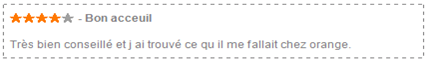 - Bon acceuil
Très bien conseillé et j ai trouvé ce qu il me fallait chez orange.